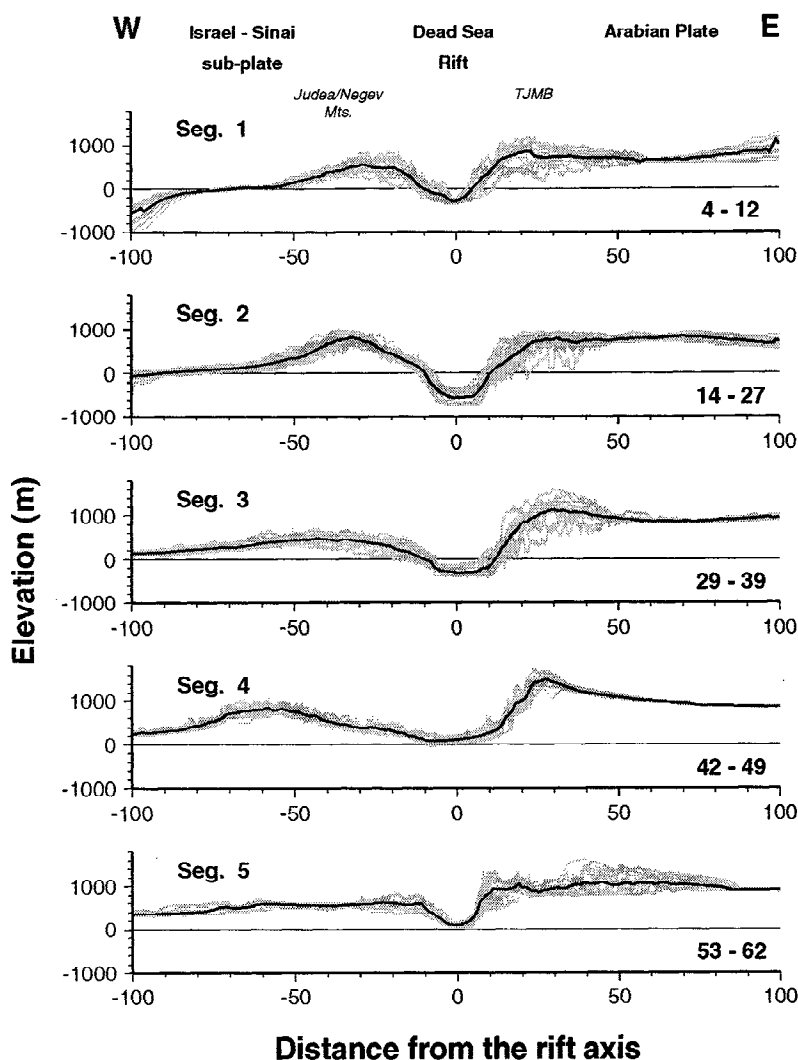 W Israel - Sinai Dead Sea Arabian Plate E
sub-plate Rift
Judea/Negev TJMB
Mts.
Seg. 1
1000
0
4 - 12
-1000
-100 -50 0 50 100
Seg. 2
1000
0
14 - 27
-1000
-100 -50 0 50 100
Seg. 3
1000
0
29 - 39
-1000
-100 -50 0 50 100
Seg. 4
1000
0
42 - 49
-1000
-100 -50 0 50 100
Seg. 5
1000
0
53 - 62
-1000
-100 -50 0 50 100
Elevation (m)
Distance from the rift axis